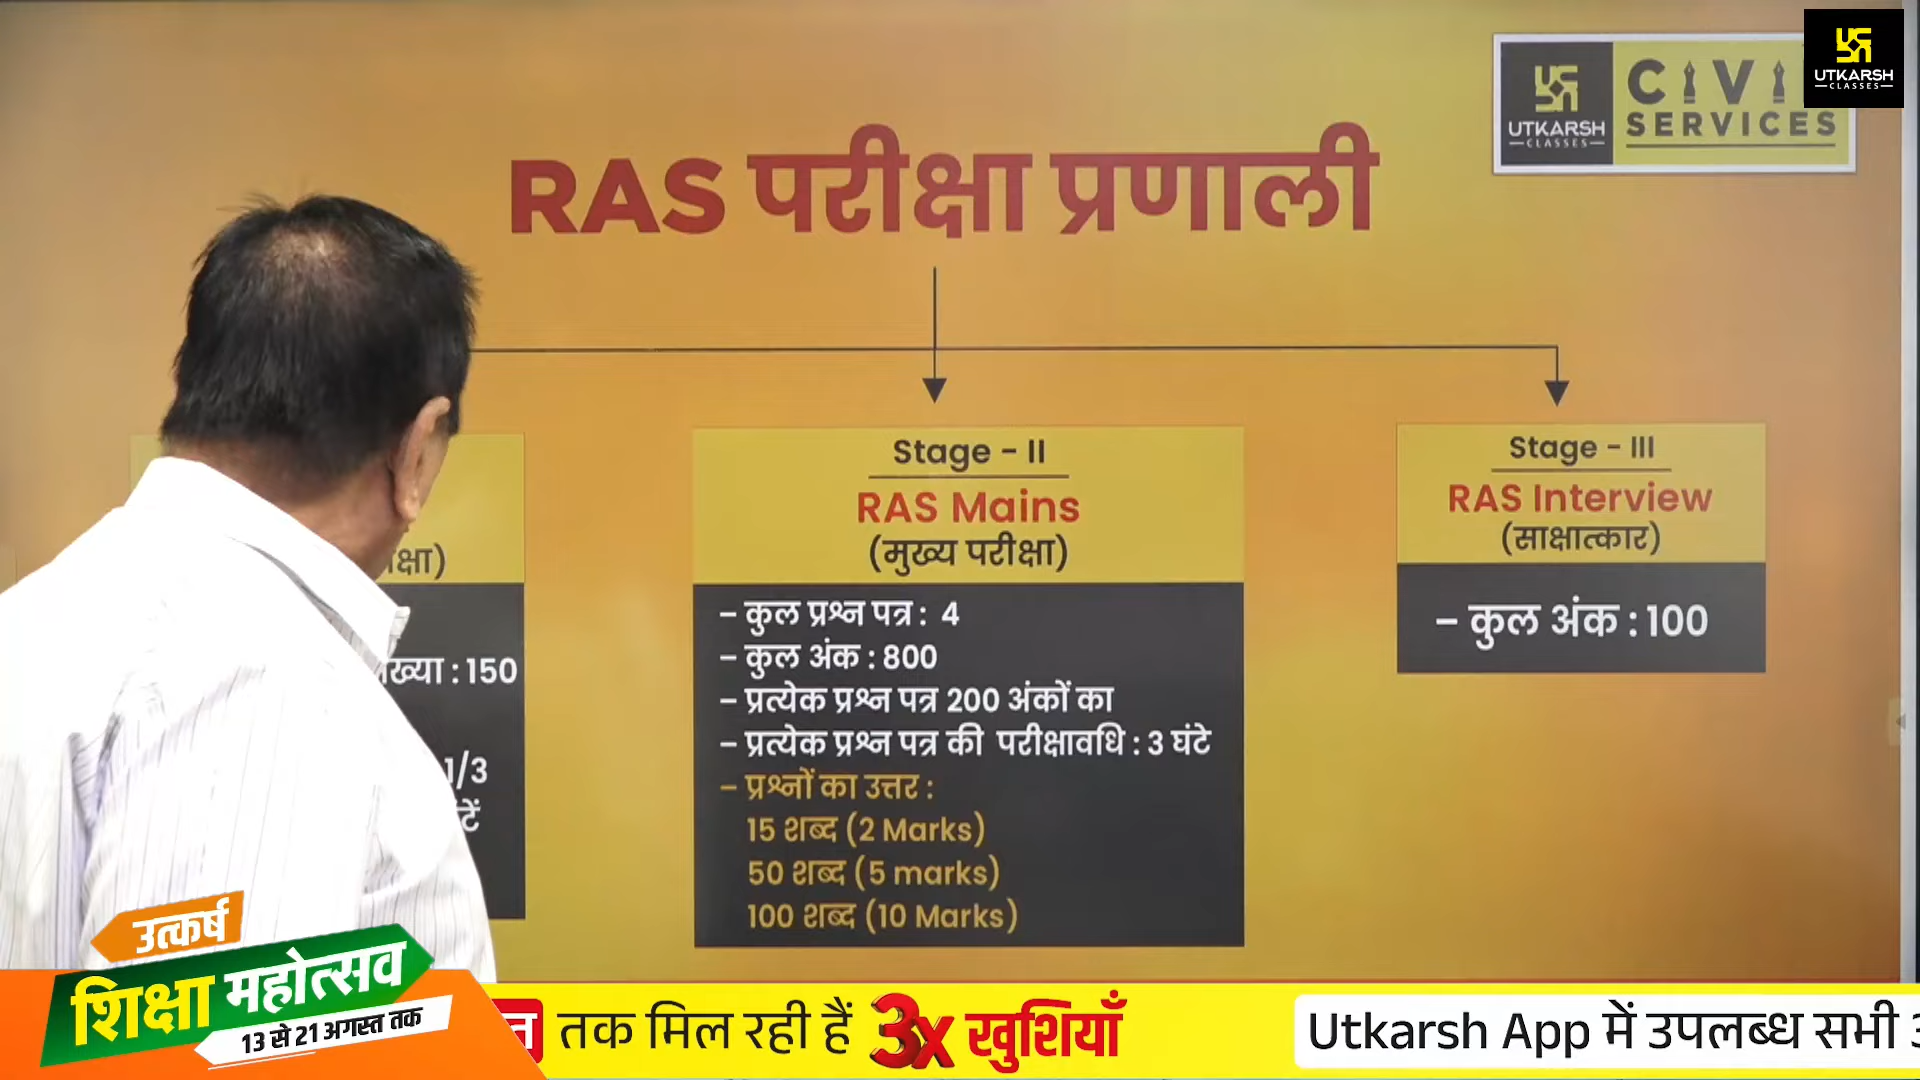 UTKARSH
CLASSES
UTKARSH
CLASSES
CIVI
SERVICES
RAS परीक्षा प्रणाली
150
1/3
Stage - II
RAS Mains
(मुख्य परीक्षा)
– कुल प्रश्न पत्र : 4
– कुल अंक : 800
– प्रत्येक प्रश्न पत्र 200 अंकों का
– प्रत्येक प्रश्न पत्र की परीक्षावधि : 3 घंटे
– प्रश्नों का उत्तर :
15 शब्द (2 Marks)
50 शब्द (5 marks)
100 शब्द (10 Marks)
Stage - III
RAS Interview
(साक्षात्कार)
– कुल अंक : 100
उत्कर्ष
शिक्षा महोत्सव
13 से 21 अगस्त तक
तक मिल रही हैं 3x खुशियाँ
Utkarsh App में उपलब्ध सभी